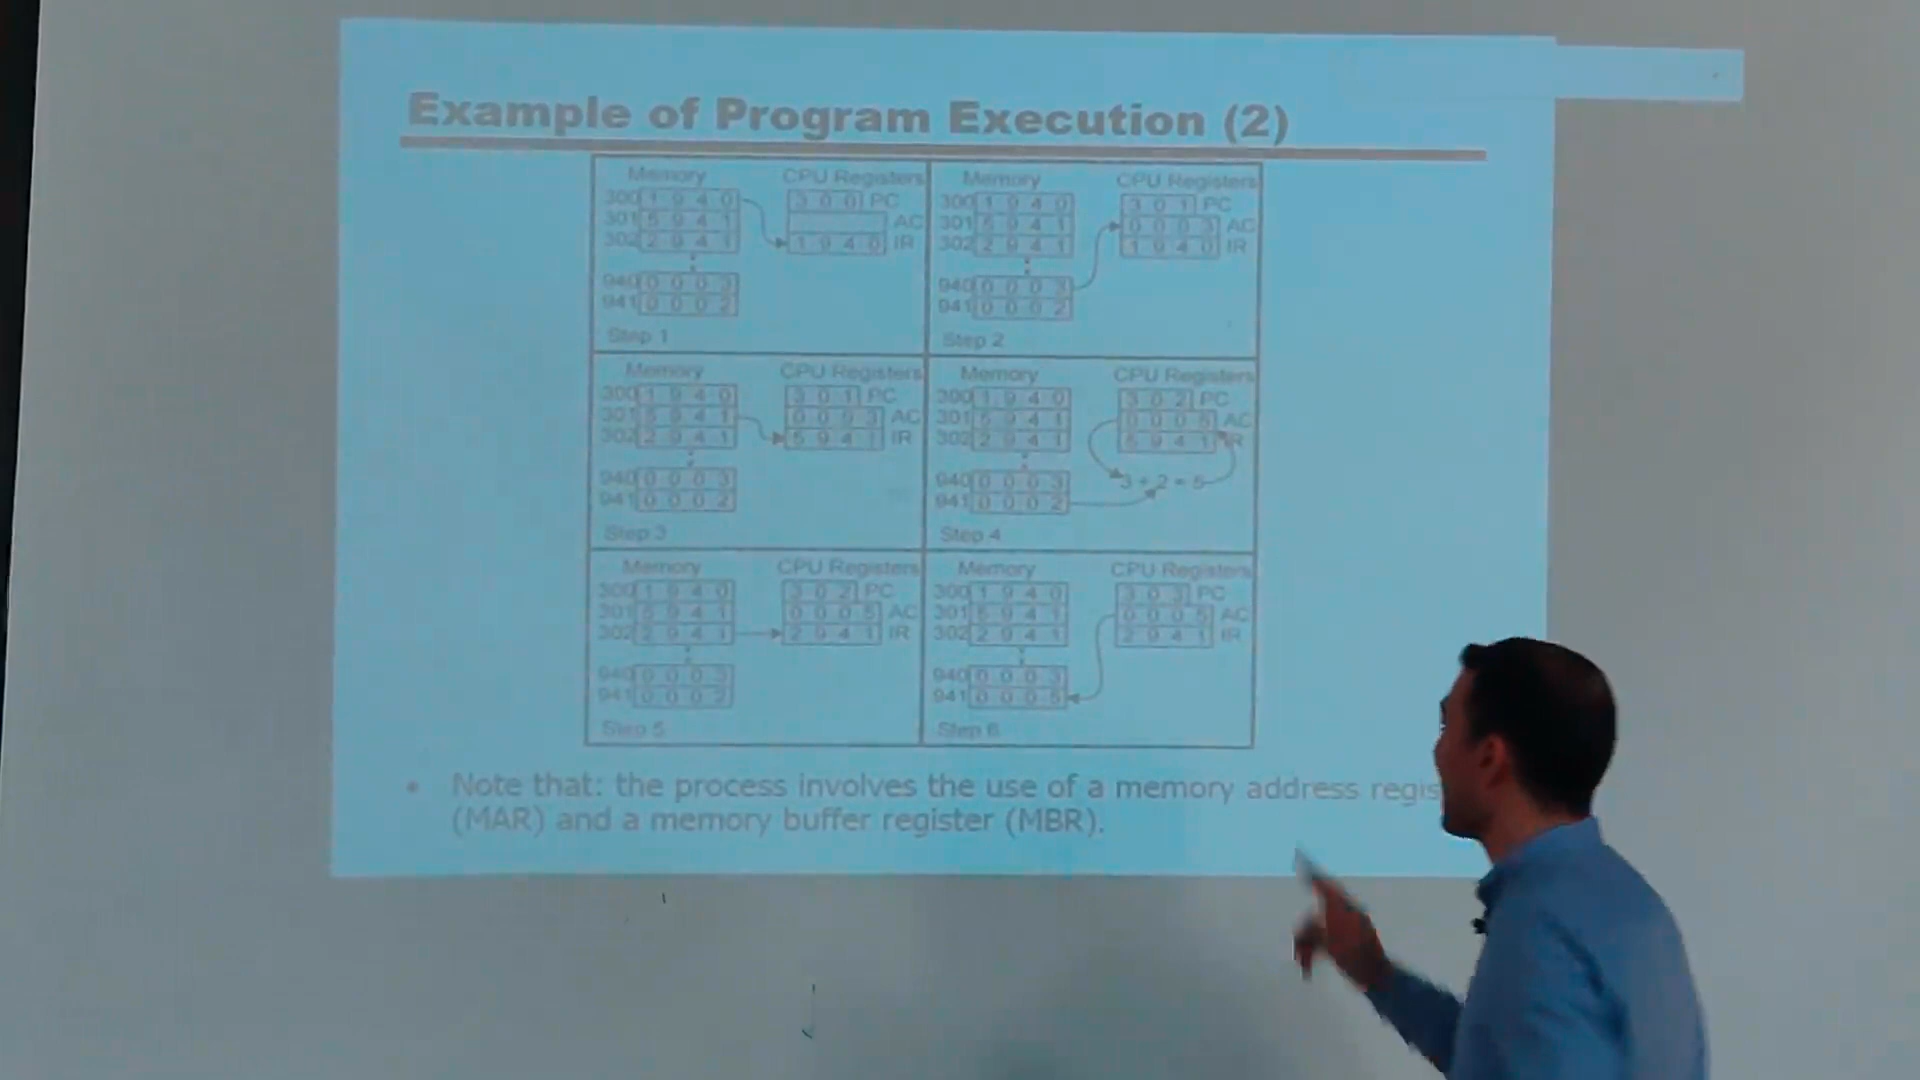 Example of Program Execution (2)
Memory CPU Registers
300 1 9 4 0 3 0 0 PC
301 5 9 4 1 AC
302 2 9 4 1 1 9 4 0 IR
940 0 0 0 3
941 0 0 0 2
Step 1
Memory CPU Registers
300 1 9 4 0 3 0 1 PC
301 5 9 4 1 0 0 0 3 AC
302 2 9 4 1 1 9 4 0 IR
940 0 0 0 3
941 0 0 0 2
Step 2
Memory CPU Registers
300 1 9 4 0 3 0 1 PC
301 5 9 4 1 0 0 0 3 AC
302 2 9 4 1 5 9 4 1 IR
940 0 0 0 3
941 0 0 0 2
Step 3
Memory CPU Registers
300 1 9 4 0 3 0 2 PC
301 5 9 4 1 0 0 0 5 AC
302 2 9 4 1 5 9 4 1 IR
940 0 0 0 3 3 + 2 = 5
941 0 0 0 2
Step 4
Memory CPU Registers
300 1 9 4 0 3 0 2 PC
301 5 9 4 1 0 0 0 5 AC
302 2 9 4 1 2 9 4 1 IR
940 0 0 0 3
941 0 0 0 2
Step 5
Memory CPU Registers
300 1 9 4 0 3 0 3 PC
301 5 9 4 1 0 0 0 5 AC
302 2 9 4 1 2 9 4 1 IR
940 0 0 0 3
941 0 0 0 5
Step 6
• Note that: the process involves the use of a memory address regis
(MAR) and a memory buffer register (MBR).